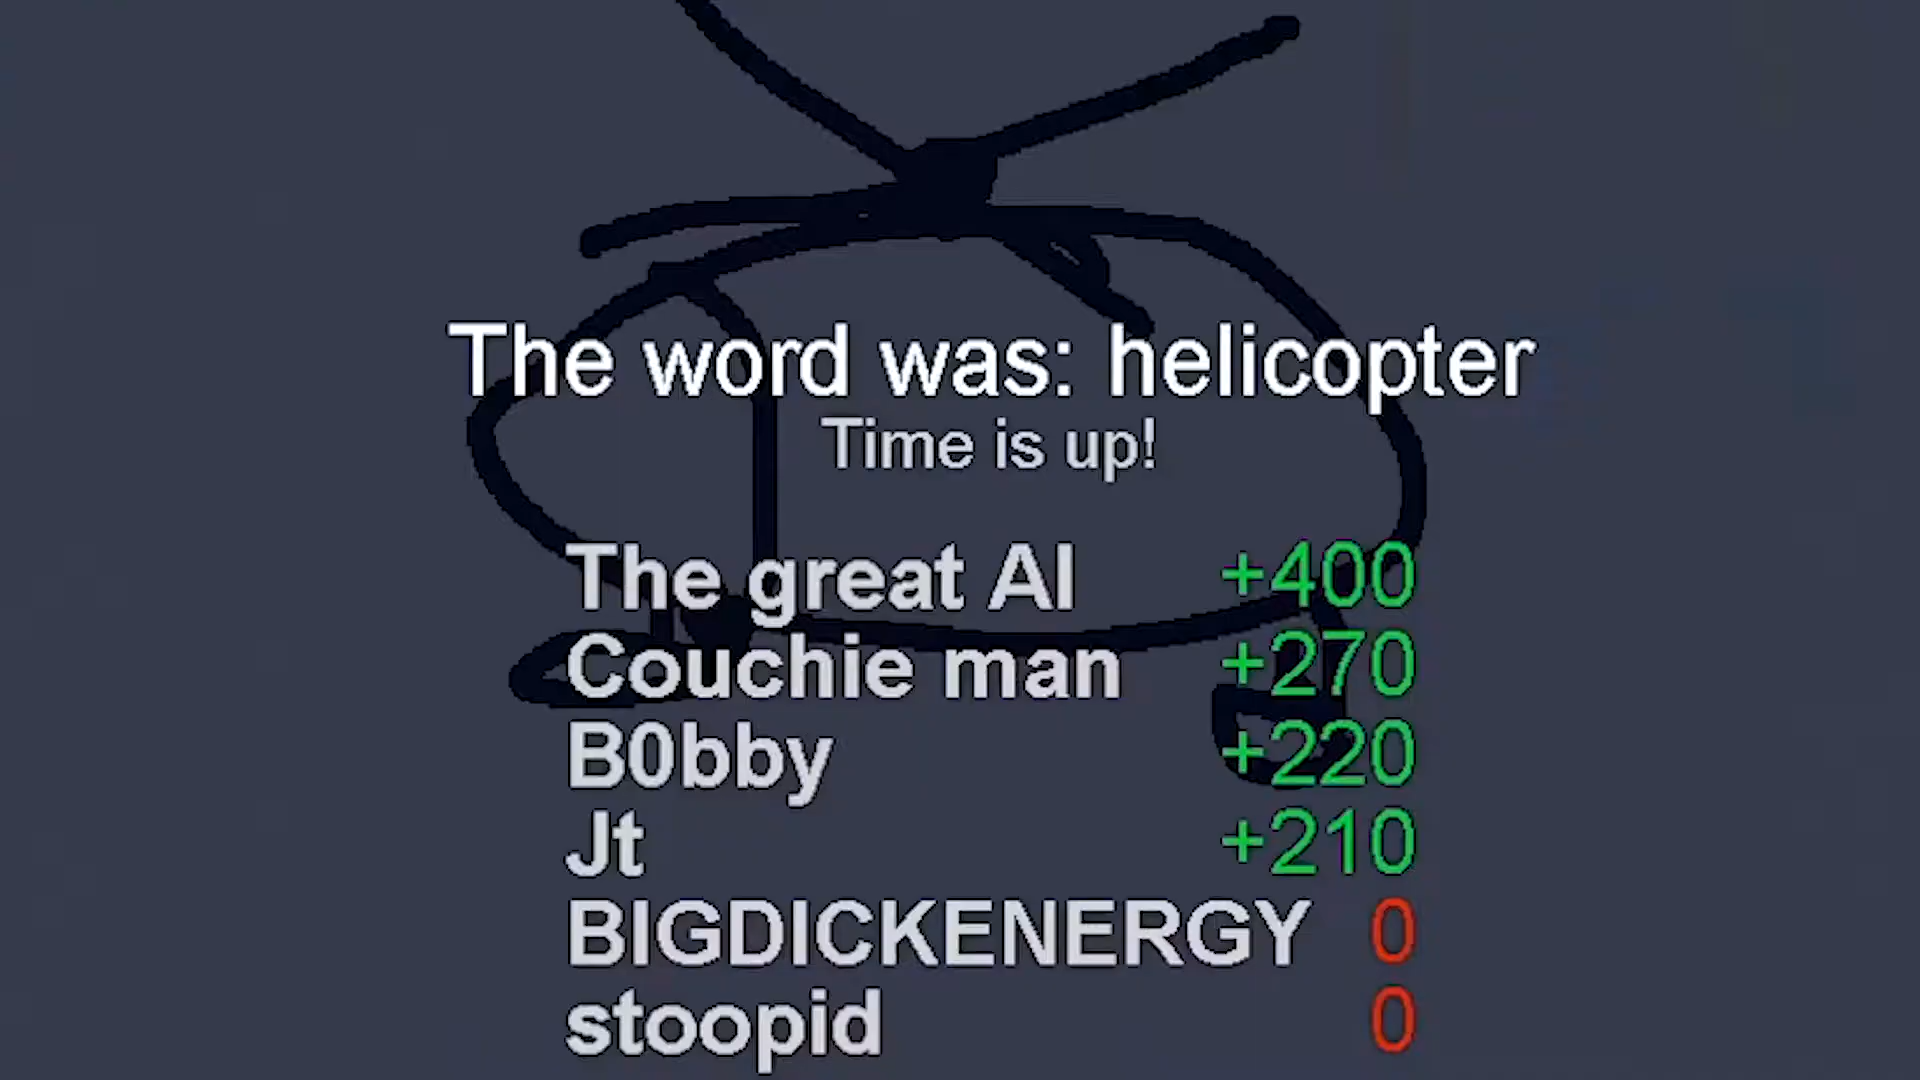 The word was: helicopter
Time is up!
The great AI +400
Couchie man +270
B0bby +220
Jt +210
BIGDICKENERGY 0
stoopid 0